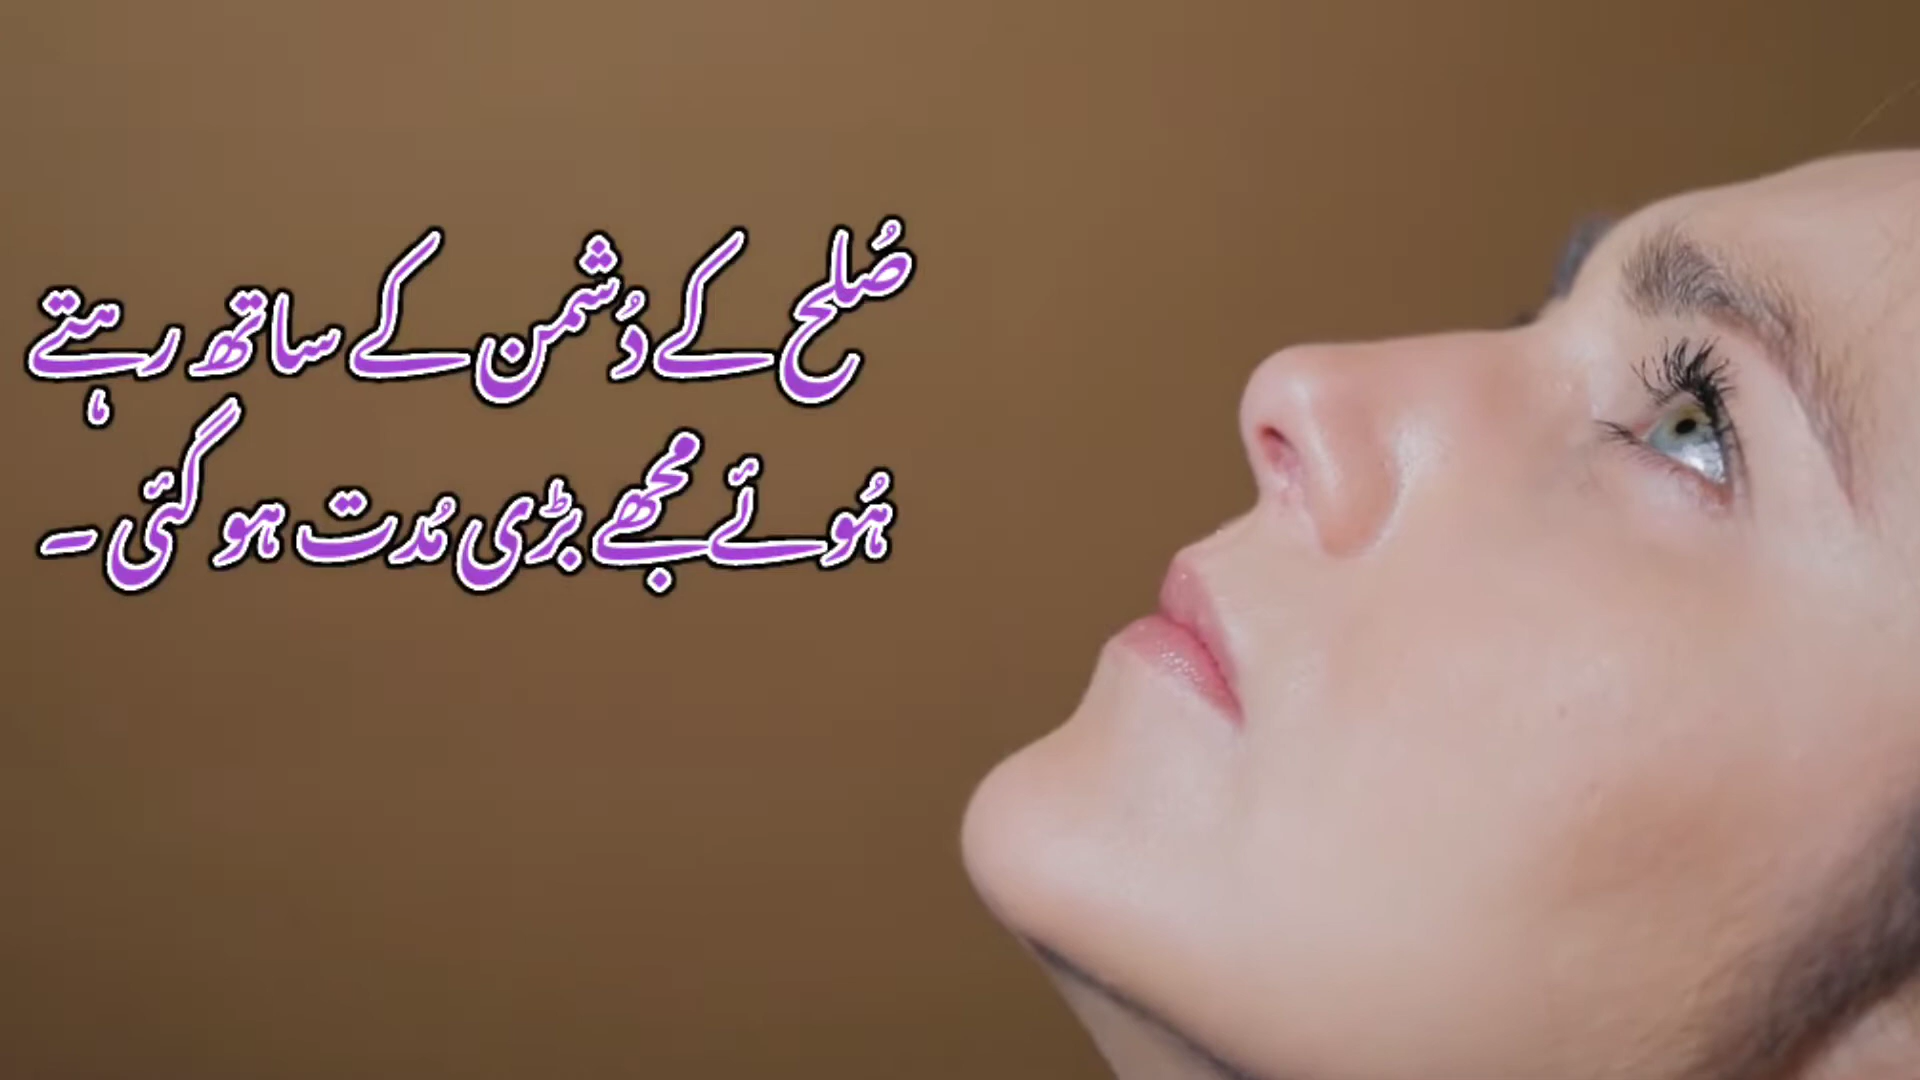 صُلح کے دُشمن کے ساتھ رہتے
ہُوئے مجھے بڑی مُدت ہو گئی ۔